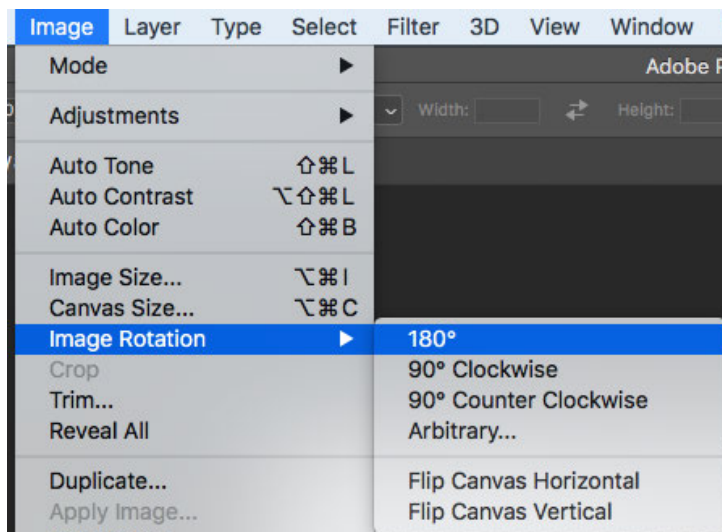 Image Layer Type Select Filter 3D View Window
Mode ▶
Adobe
Adjustments ▶
Width: Height:
Auto Tone ⇧⌘L
Auto Contrast ⌥⇧⌘L
Auto Color ⇧⌘B
Image Size... ⌥⌘I
Canvas Size... ⌥⌘C
Image Rotation ▶
180°
Crop
90° Clockwise
Trim...
90° Counter Clockwise
Reveal All
Arbitrary...
Duplicate...
Flip Canvas Horizontal
Apply Image...
Flip Canvas Vertical